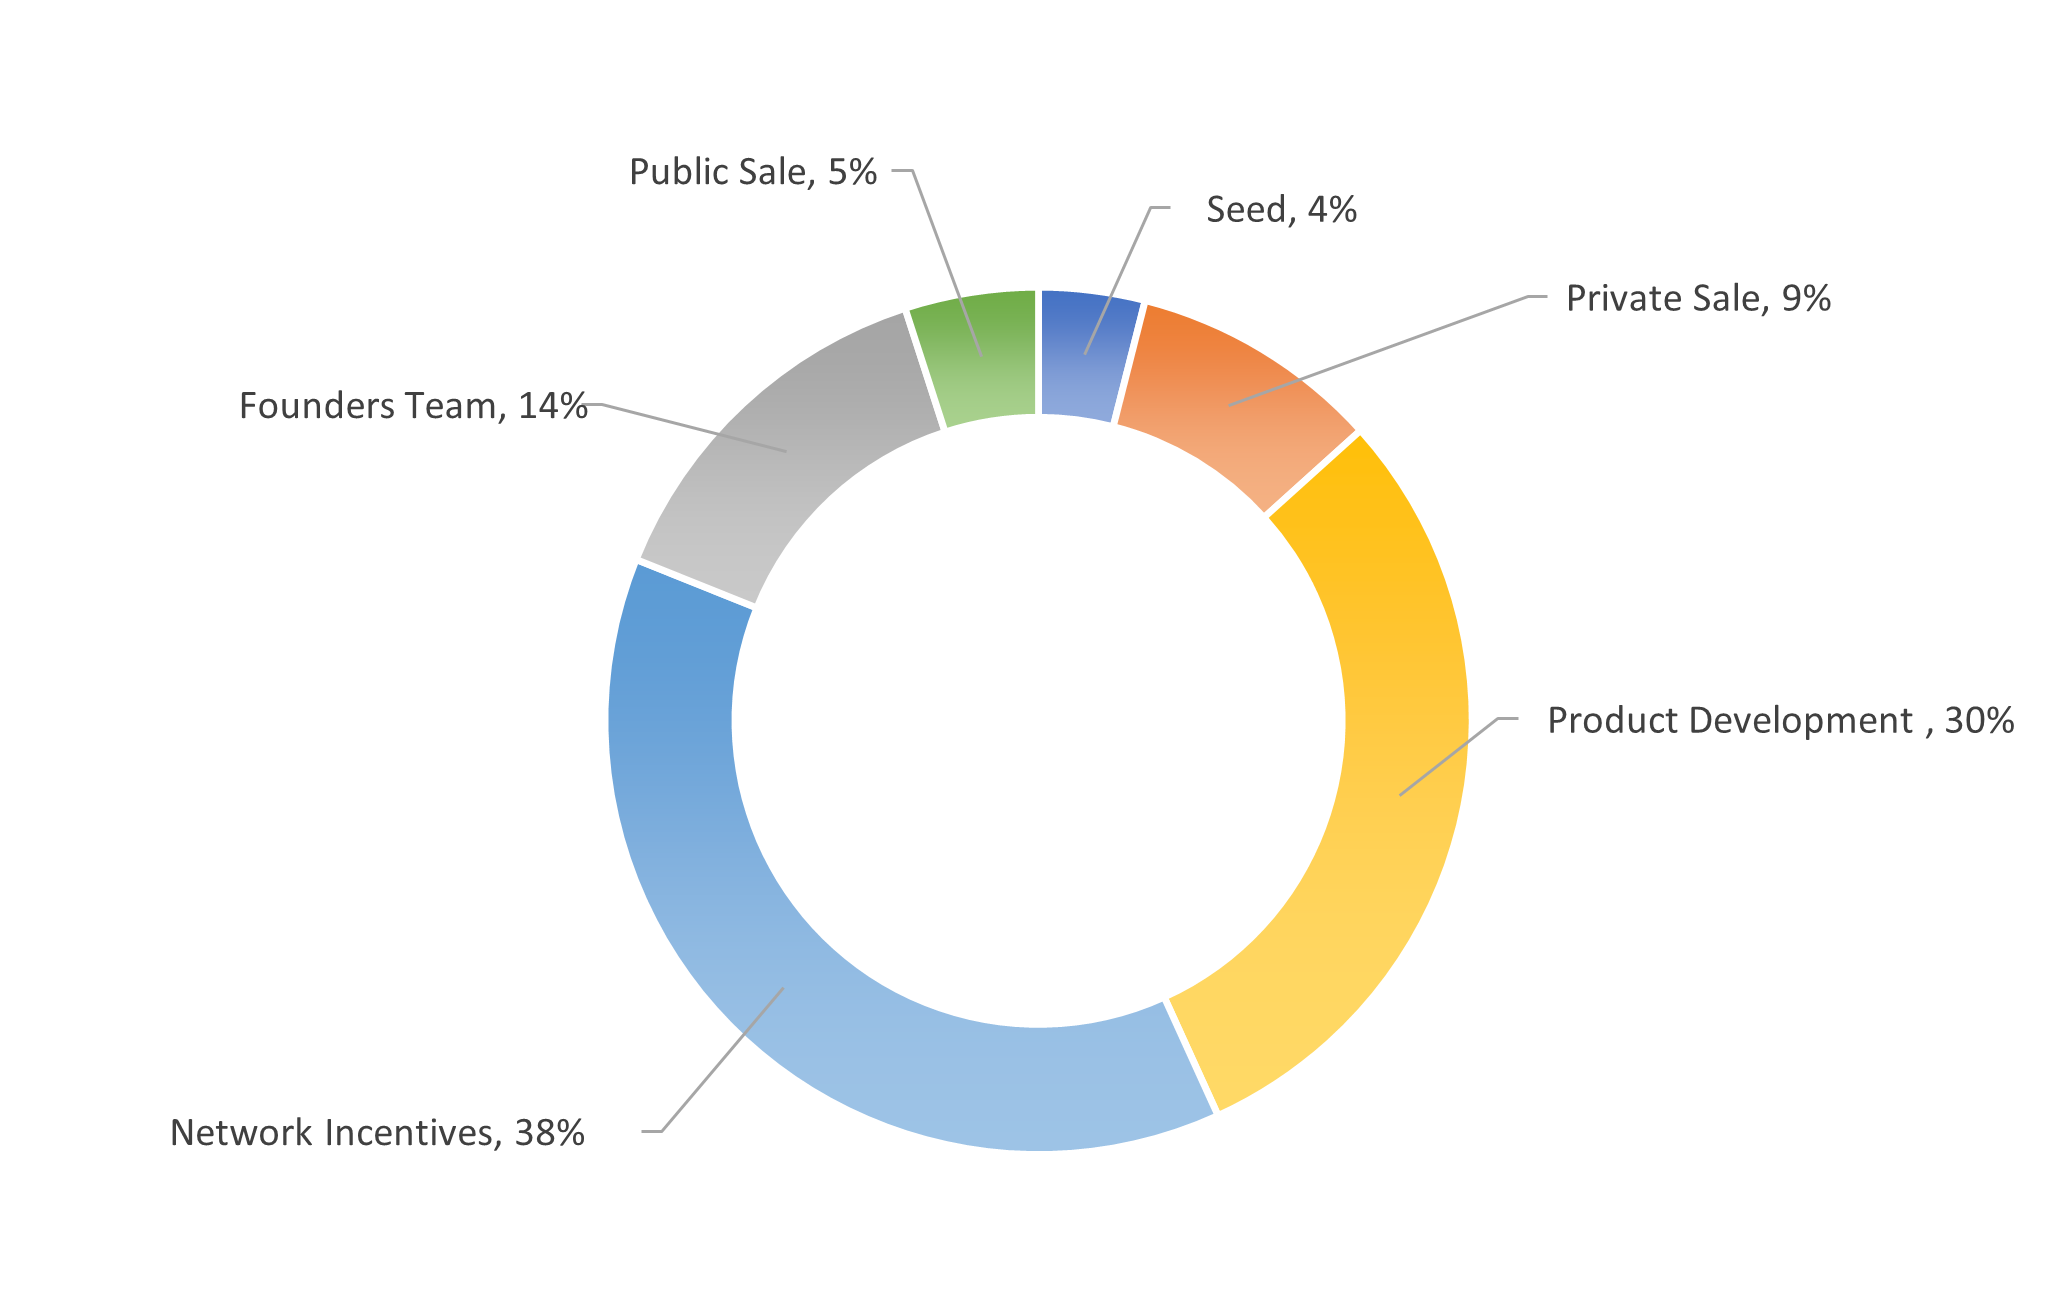 Public Sale, 5%
Seed, 4%
Private Sale, 9%
Founders Team, 14%
Product Development , 30%
Network Incentives, 38%